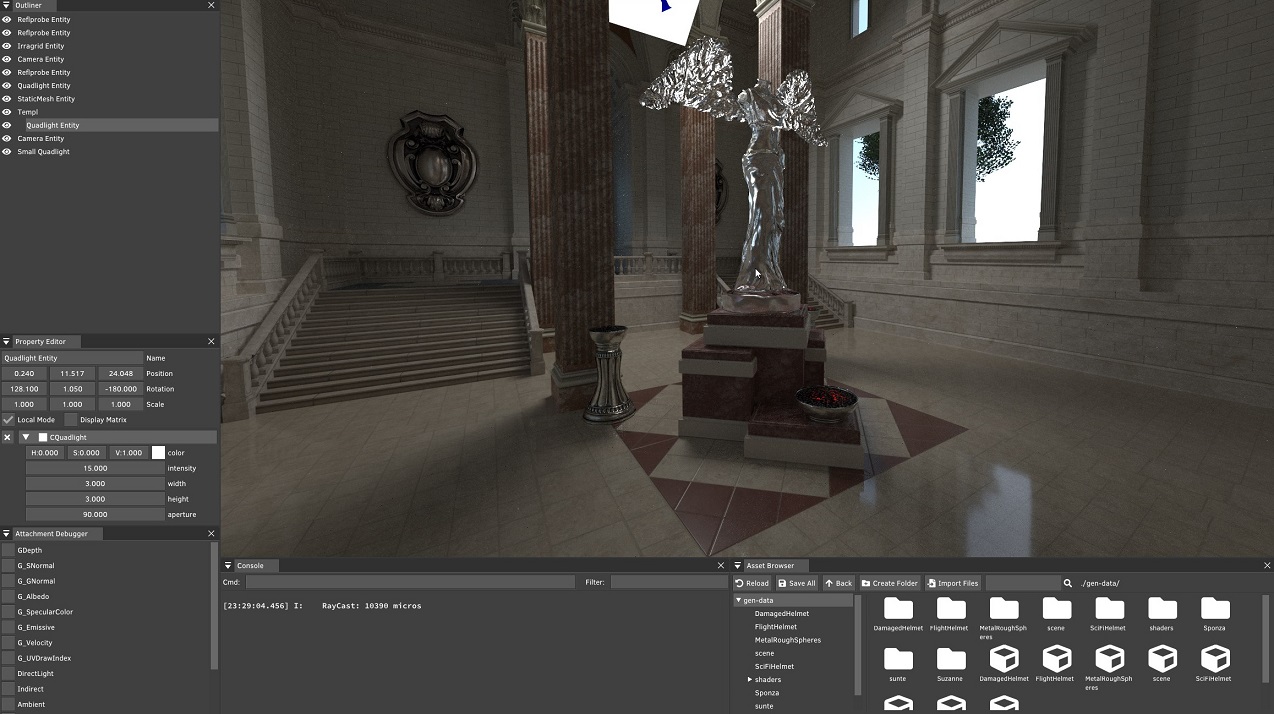 Outliner
Reflprobe Entity
Reflprobe Entity
Irragrid Entity
Camera Entity
Reflprobe Entity
Quadlight Entity
StaticMesh Entity
Templ
Quadlight Entity
Camera Entity
Small Quadlight
Property Editor
Quadlight Entity Name
0.240 11.517 24.048 Position
128.100 1.050 -180.000 Rotation
1.000 1.000 1.000 Scale
Local Mode Display Matrix
CQuadlight
H:0.000 S:0.000 V:1.000 color
15.000 intensity
3.000 width
3.000 height
90.000 aperture
Attachment Debugger
GDepth
G_SNormal
G_GNormal
G_Albedo
G_SpecularColor
G_Emissive
G_Velocity
G_UVDrawIndex
DirectLight
Indirect
Ambient
Console
Cmd: Filter:
[23:29:04.456] I: RayCast: 10390 micros
Asset Browser
Reload Save All Back Create Folder Import Files ./gen-data/
gen-data
DamagedHelmet
FlightHelmet
MetalRoughSpheres
scene
SciFiHelmet
shaders
Sponza
sunte
DamagedHelmet FlightHelmet MetalRoughSph scene SciFiHelmet shaders Sponza
eres
sunte Suzanne DamagedHelmet FlightHelmet MetalRoughSph scene SciFiHelmet
eres